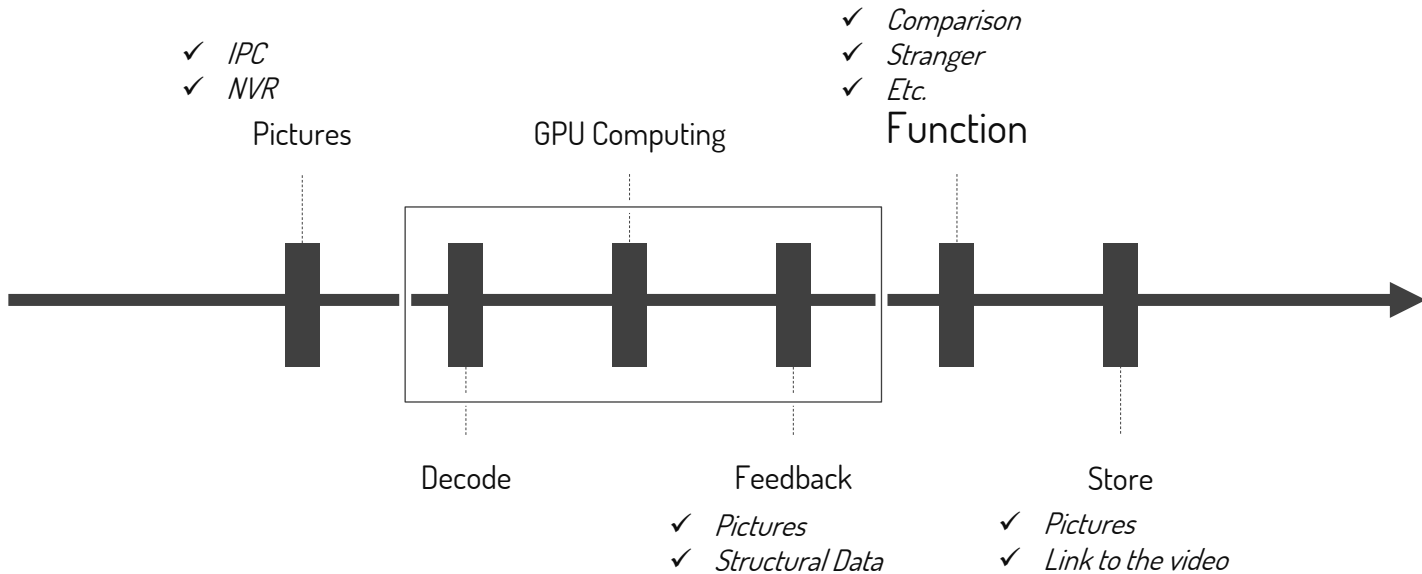 ✓ IPC
✓ NVR
Pictures
GPU Computing
✓ Comparison
✓ Stranger
✓ Etc.
Function
Decode
Feedback
✓ Pictures
✓ Structural Data
Store
✓ Pictures
✓ Link to the video